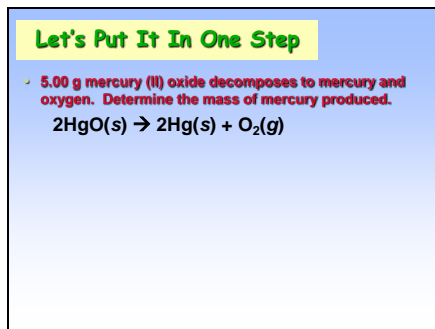 Let's Put It In One Step
• 5.00 g mercury (II) oxide decomposes to mercury and
oxygen. Determine the mass of mercury produced.
2HgO(s) → 2Hg(s) + O₂(g)